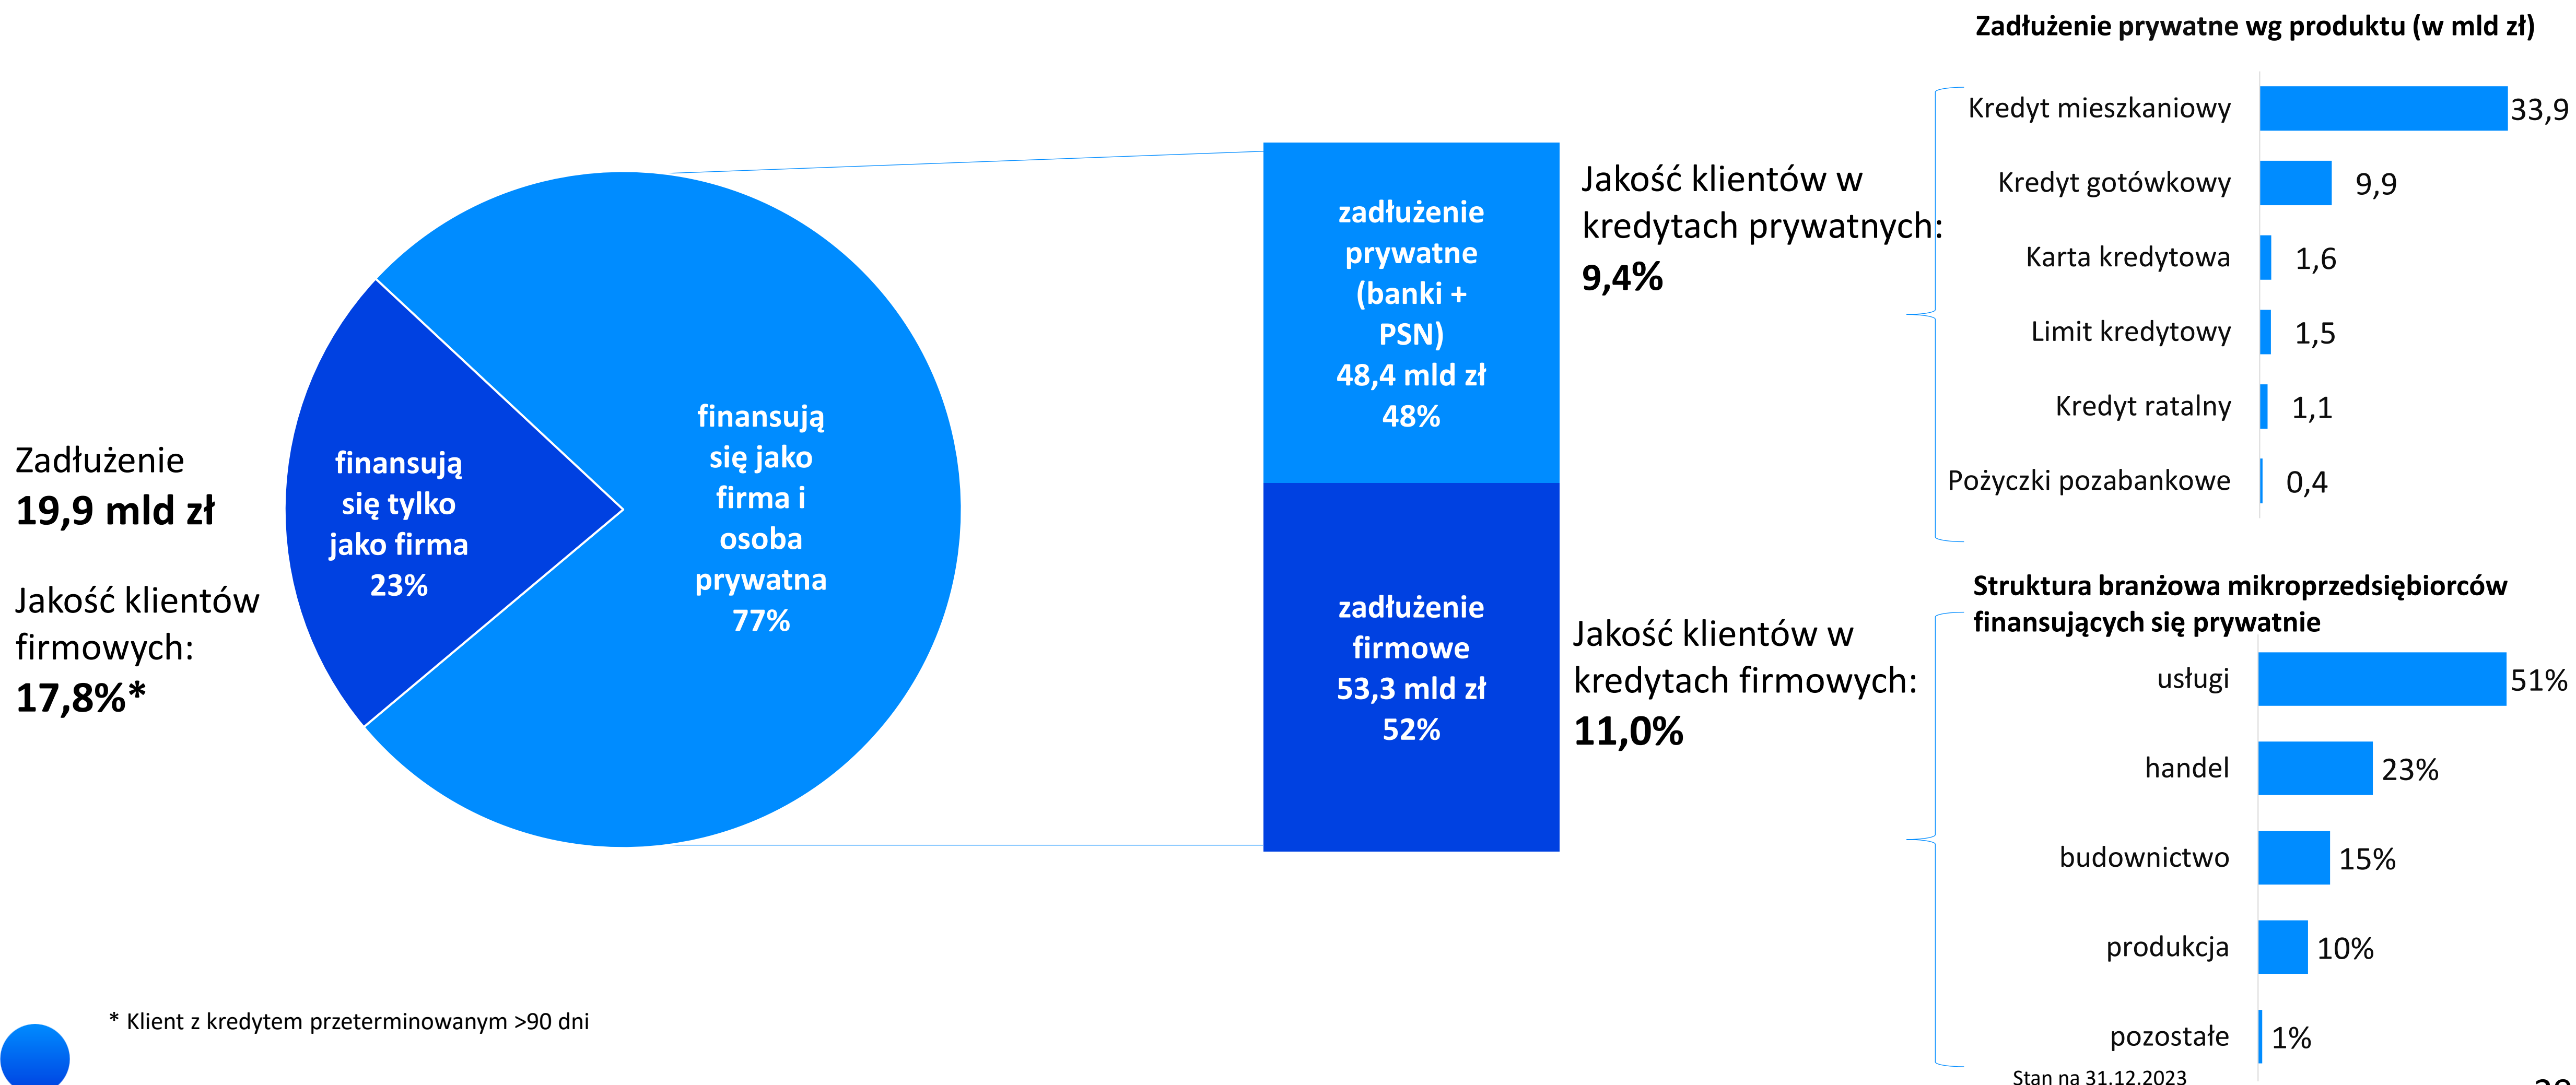 Zadłużenie
19,9 mld zł
Jakość klientów
firmowych:
17,8%*
finansują
się tylko
jako firma
23%
finansują
się jako
firma i
osoba
prywatna
77%
zadłużenie
prywatne
(banki +
PSN)
48,4 mld zł
48%
zadłużenie
firmowe
53,3 mld zł
52%
Jakość klientów w
kredytach prywatnych:
9,4%
Jakość klientów w
kredytach firmowych:
11,0%
Zadłużenie prywatne wg produktu (w mld zł)
Kredyt mieszkaniowy 33,9
Kredyt gotówkowy 9,9
Karta kredytowa 1,6
Limit kredytowy 1,5
Kredyt ratalny 1,1
Pożyczki pozabankowe 0,4
Struktura branżowa mikroprzedsiębiorców
finansujących się prywatnie
usługi 51%
handel 23%
budownictwo 15%
produkcja 10%
pozostałe 1%
* Klient z kredytem przeterminowanym >90 dni
Stan na 31.12.2023